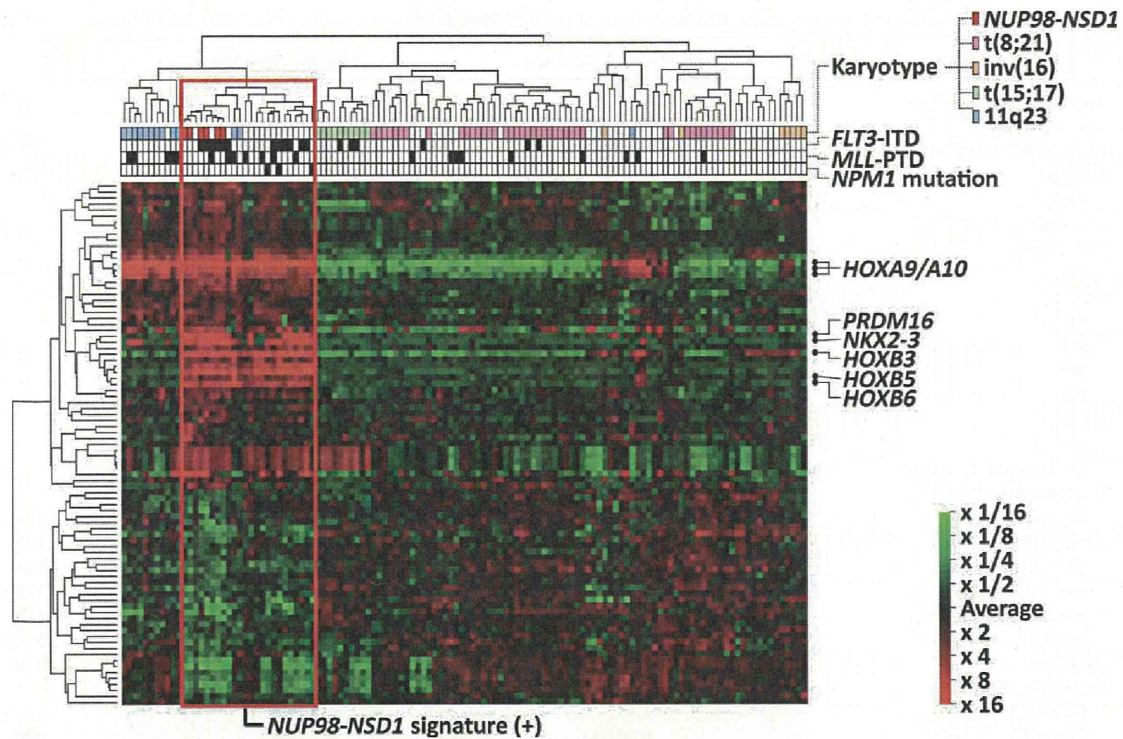 NUP98-NSD1
t(8;21)
Karyotype
inv(16)
t(15;17)
11q23
FLT3-ITD
MLL-PTD
NPM1 mutation
HOXA9/A10
PRDM16
NKX2-3
HOXB3
HOXB5
HOXB6
x 1/16
x 1/8
x 1/4
x 1/2
Average
x 2
x 4
x 8
x 16
NUP98-NSD1 signature (+)